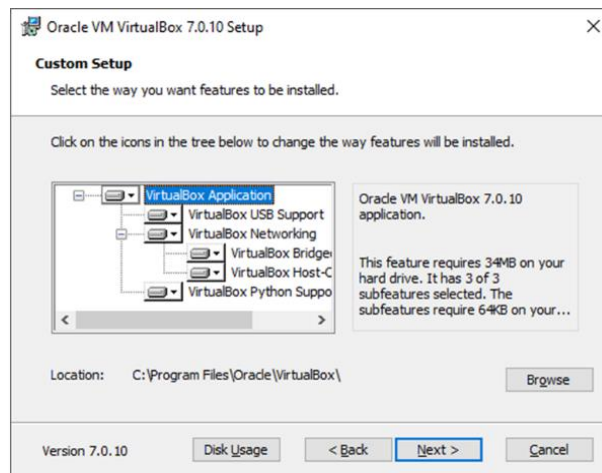 Oracle VM VirtualBox 7.0.10 Setup
Custom Setup
Select the way you want features to be installed.
Click on the icons in the tree below to change the way features will be installed.
VirtualBox Application
VirtualBox USB Support
VirtualBox Networking
VirtualBox Bridge
VirtualBox Host-C
VirtualBox Python Suppo
Oracle VM VirtualBox 7.0.10
application.
This feature requires 34MB on your
hard drive. It has 3 of 3
subfeatures selected. The
subfeatures require 64KB on your...
Location: C:\Program Files\Oracle\VirtualBox\
Browse
Version 7.0.10
Disk Usage
< Back
Next >
Cancel